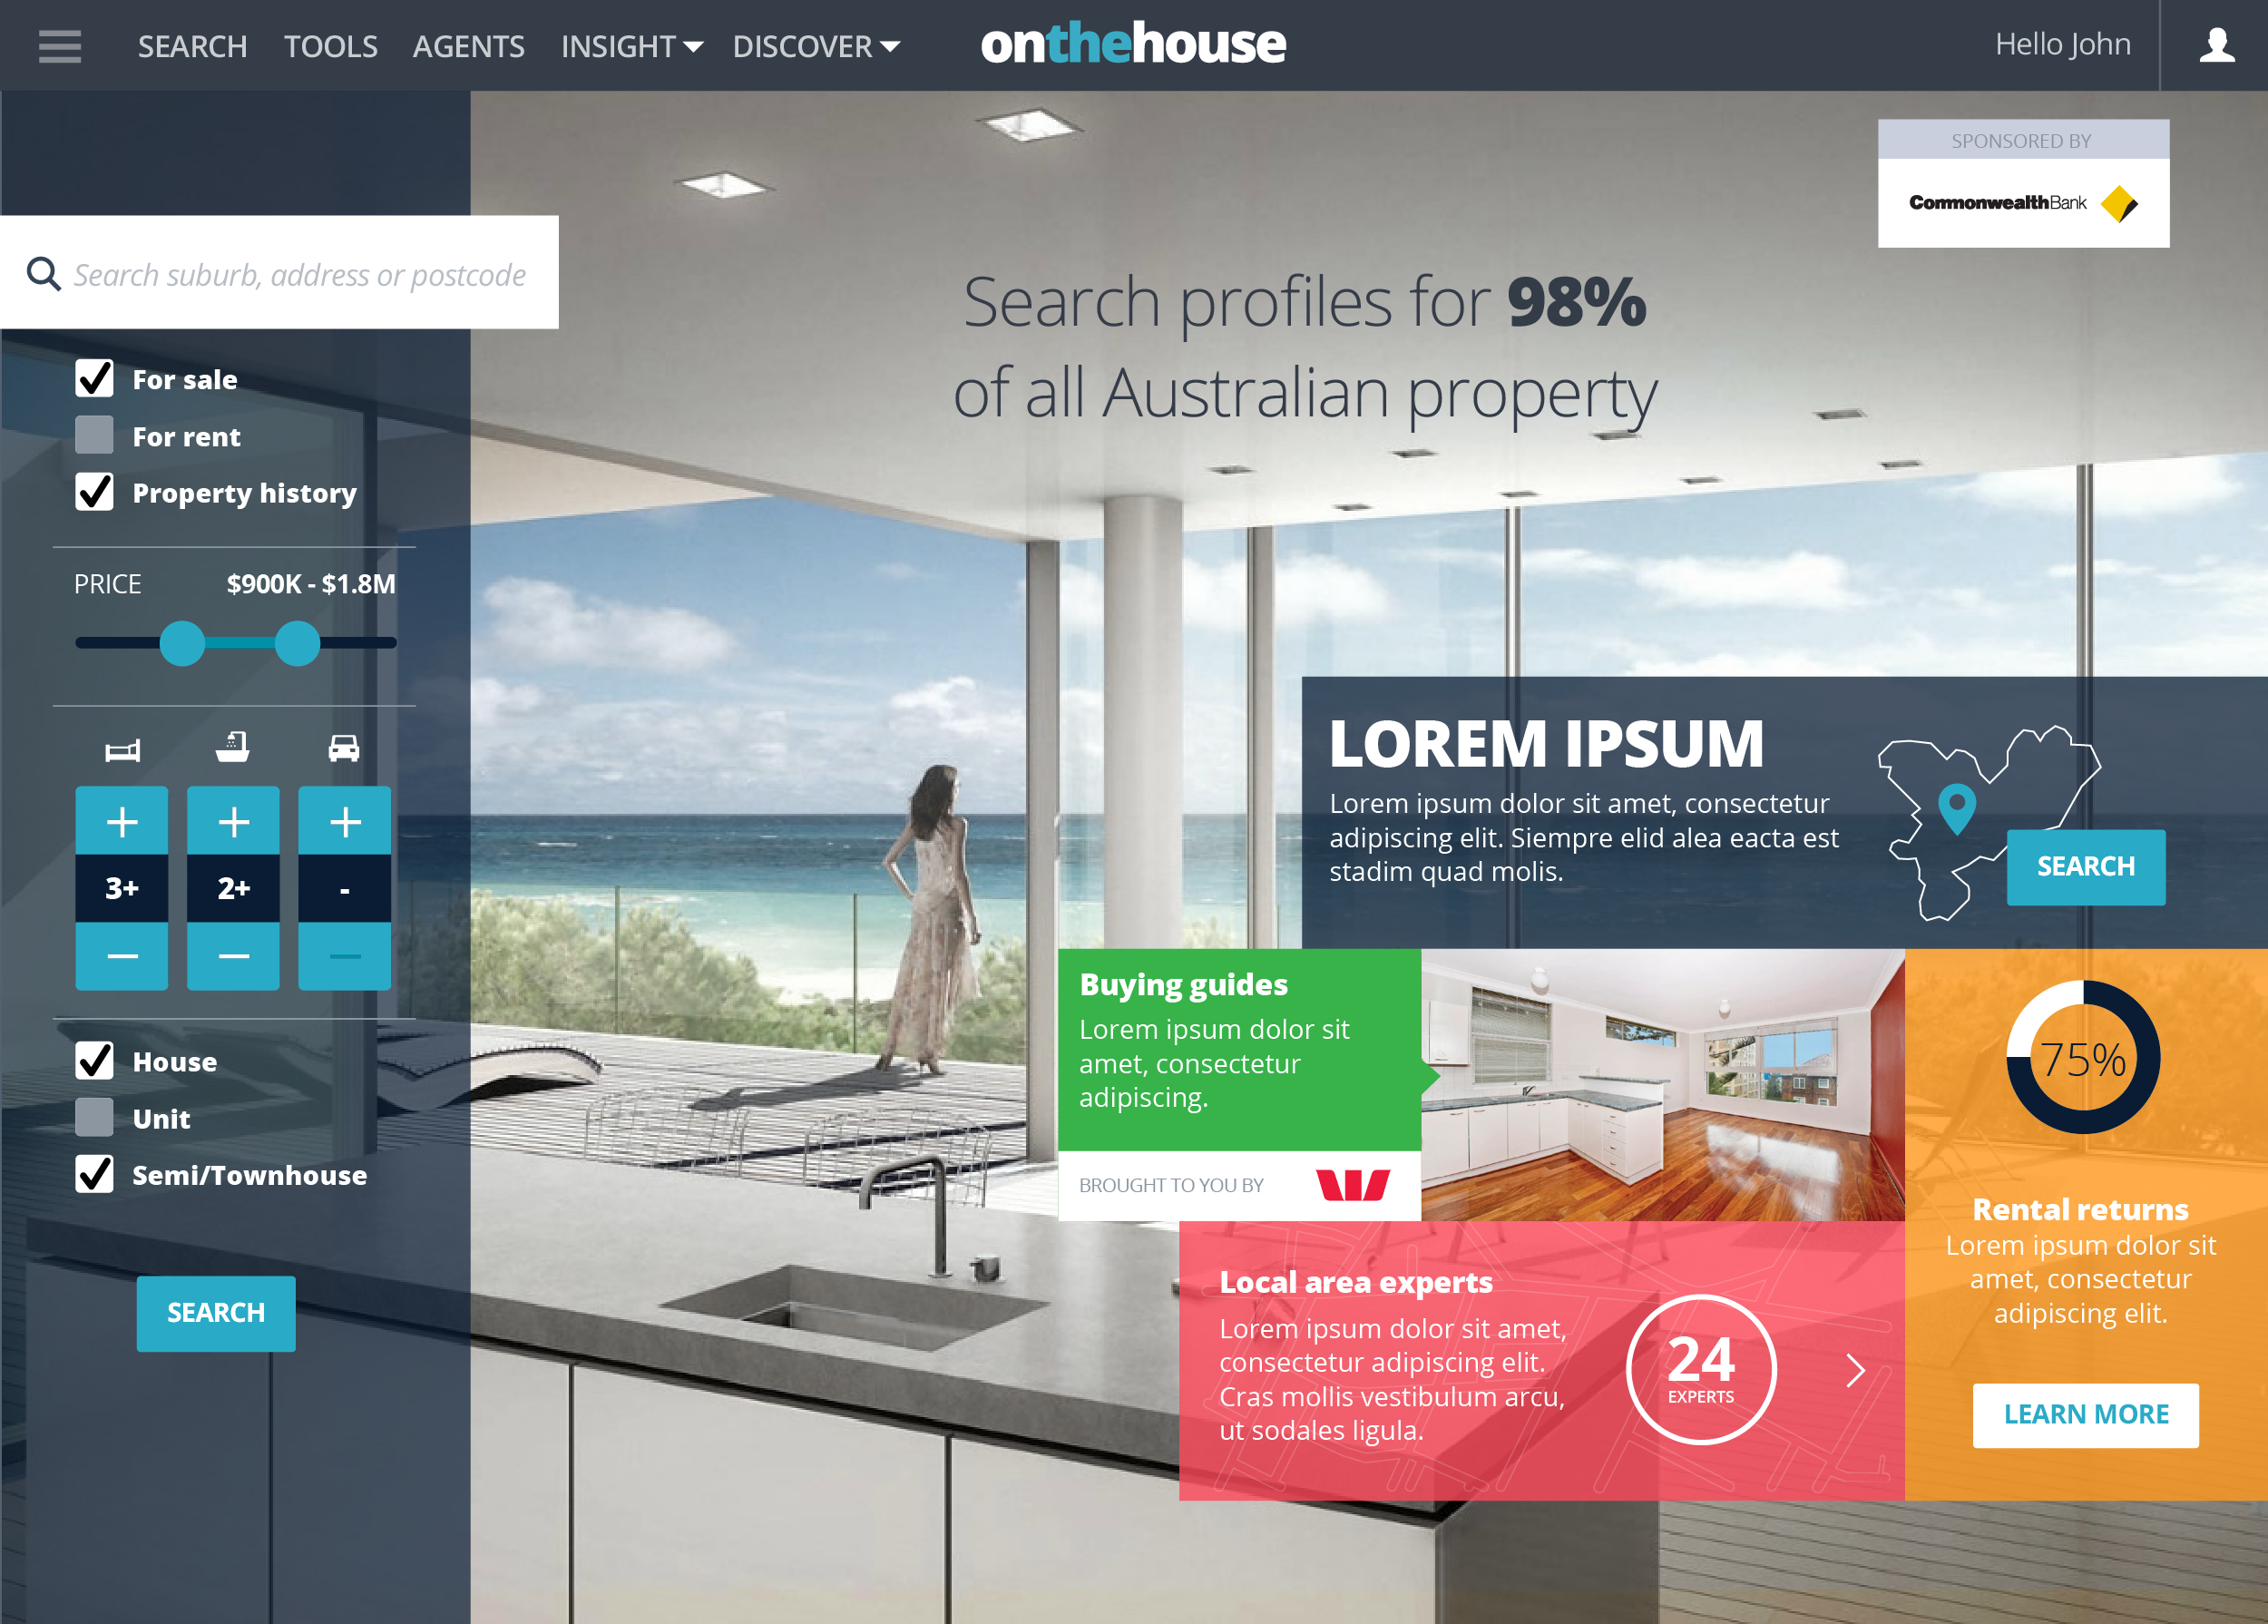 SEARCH TOOLS AGENTS INSIGHT DISCOVER onthehouse Hello John
SPONSORED BY
CommonwealthBank
Search suburb, address or postcode
Search profiles for 98%
of all Australian property
For sale
For rent
Property history
PRICE $900K - $1.8M
+ + +
3+ 2+ -
— — —
House
Unit
Semi/Townhouse
SEARCH
LOREM IPSUM
Lorem ipsum dolor sit amet, consectetur
adipiscing elit. Siempre elid alea eacta est
stadim quad molis.
SEARCH
Buying guides
Lorem ipsum dolor sit
amet, consectetur
adipiscing.
BROUGHT TO YOU BY
75%
Rental returns
Lorem ipsum dolor sit
amet, consectetur
adipiscing elit.
LEARN MORE
Local area experts
Lorem ipsum dolor sit amet,
consectetur adipiscing elit.
Cras mollis vestibulum arcu,
ut sodales ligula.
24
EXPERTS